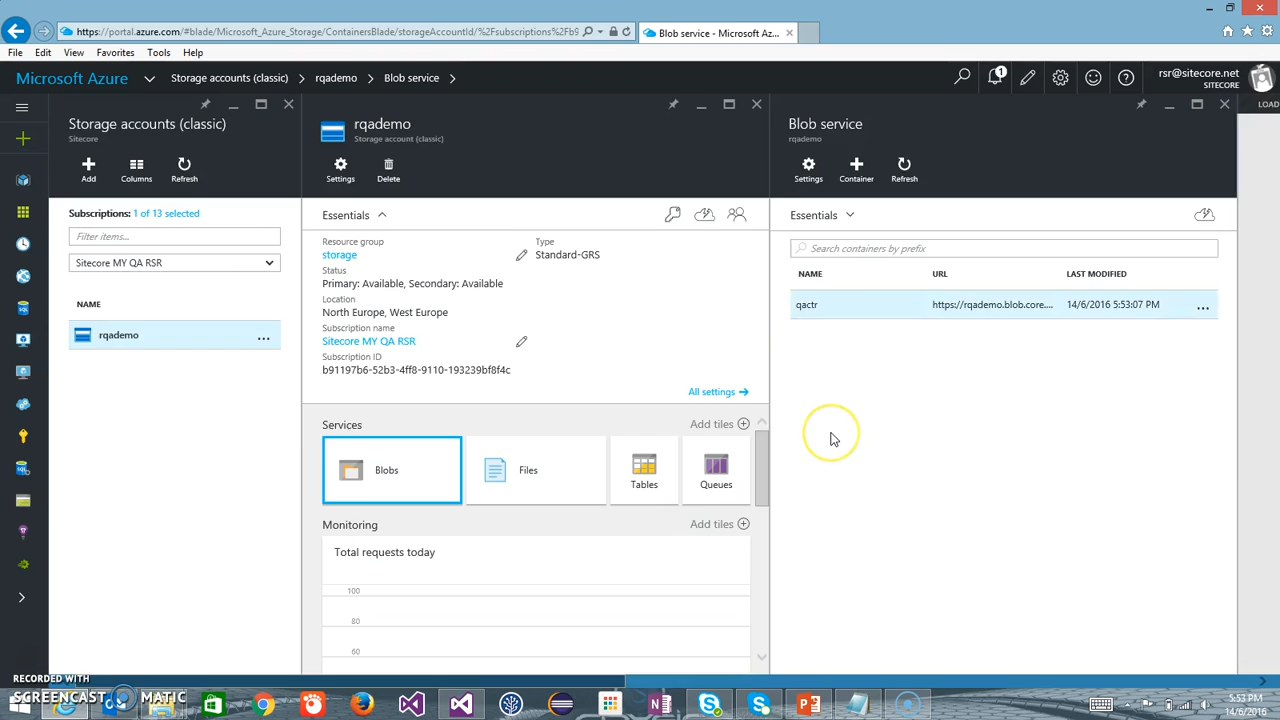 https://portal.azure.com/#blade/Microsoft_Azure_Storage/ContainersBlade/storageAccountId/%2Fsubscriptions%2Fb9
Blob service - Microsoft Az...
File Edit View Favorites Tools Help
Microsoft Azure
Storage accounts (classic) > rqademo > Blob service >
1
rsr@sitecore.net
SITECORE
Storage accounts (classic)
Sitecore
Add
Columns
Refresh
Subscriptions: 1 of 13 selected
Filter items...
Sitecore MY QA RSR
NAME
rqademo
...
rqademo
Storage account (classic)
Settings
Delete
Essentials
Resource group
storage
Status
Primary: Available, Secondary: Available
Location
North Europe, West Europe
Subscription name
Sitecore MY QA RSR
Subscription ID
b91197b6-52b3-4ff8-9110-193239bf8f4c
Type
Standard-GRS
All settings
Services
Add tiles
Blobs
Files
Tables
Queues
Monitoring
Add tiles
Total requests today
100
80
60
Blob service
rqademo
Settings
Container
Refresh
Essentials
Search containers by prefix
NAME URL LAST MODIFIED
qactr https://rqademo.blob.core.... 14/6/2016 5:53:07 PM ...
LOAD
RECORDED WITH
SCREENCAST MATIC
5:53 PM
14/6/2016